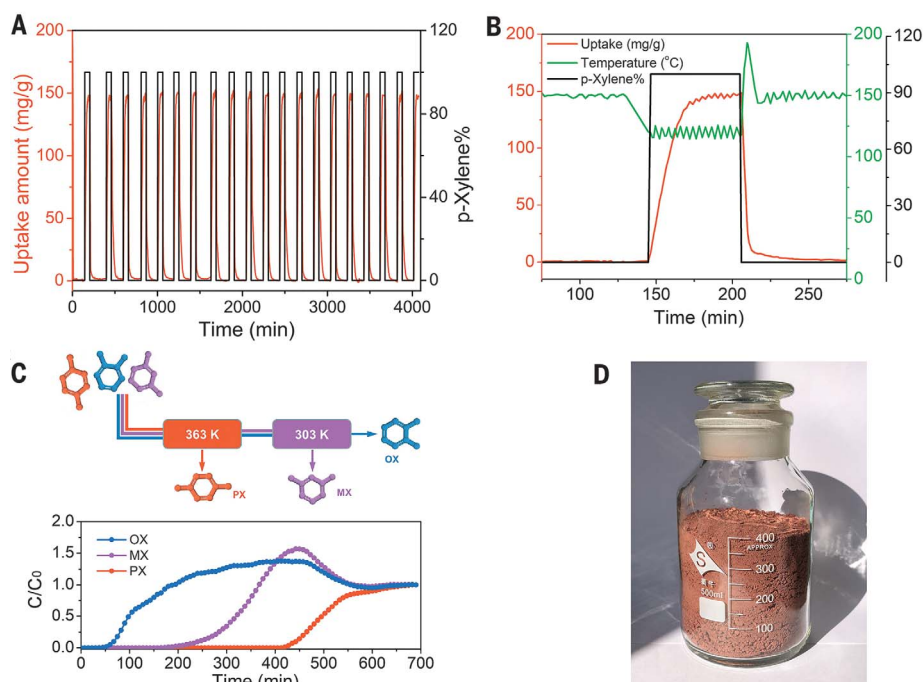 A
Uptake amount (mg/g)
200
150
100
50
0
120
80
40
0
p-Xylene%
0 1000 2000 3000 4000
Time (min)
B
Uptake (mg/g)
Temperature (°C)
p-Xylene%
Uptake (mg/g)
200
150
100
50
0
200
150
100
50
0
120
90
60
30
0
100 150 200 250
Time (min)
C
363 K
303 K
OX
PX
MX
C/C0
2.0
1.5
1.0
0.5
0.0
OX
MX
PX
0 100 200 300 400 500 600 700
Time (min)
D
S
®
400
APPROX
300
500ml
200
100